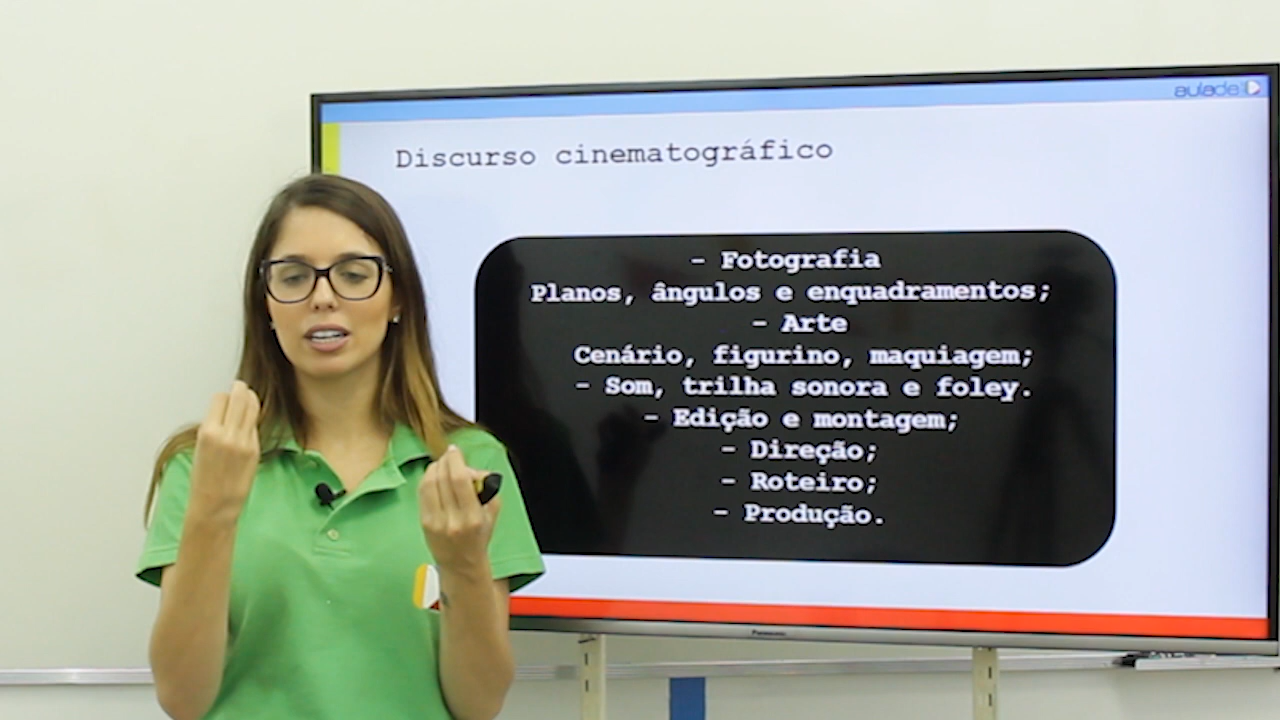 aulade
Discurso cinematográfico
- Fotografia
Planos, ângulos e enquadramentos;
- Arte
Cenário, figurino, maquiagem;
- Som, trilha sonora e foley.
- Edição e montagem;
- Direção;
- Roteiro;
- Produção.
Panasonic